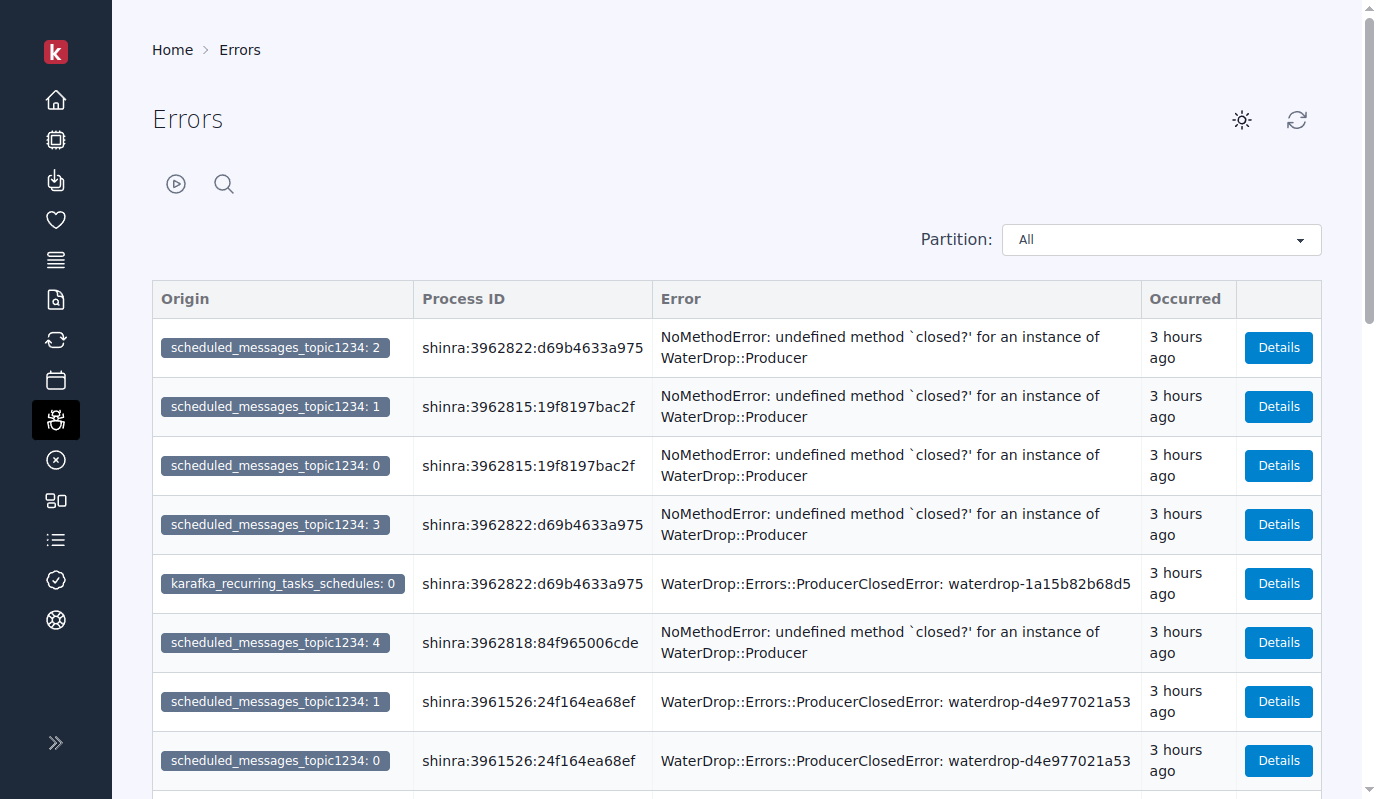 k
Home > Errors
Errors
Partition: All
Origin Process ID Error Occurred
scheduled_messages_topic1234: 2 shinra:3962822:d69b4633a975 NoMethodError: undefined method `closed?' for an instance of WaterDrop::Producer 3 hours ago Details
scheduled_messages_topic1234: 1 shinra:3962815:19f8197bac2f NoMethodError: undefined method `closed?' for an instance of WaterDrop::Producer 3 hours ago Details
scheduled_messages_topic1234: 0 shinra:3962815:19f8197bac2f NoMethodError: undefined method `closed?' for an instance of WaterDrop::Producer 3 hours ago Details
scheduled_messages_topic1234: 3 shinra:3962822:d69b4633a975 NoMethodError: undefined method `closed?' for an instance of WaterDrop::Producer 3 hours ago Details
karafka_recurring_tasks_schedules: 0 shinra:3962822:d69b4633a975 WaterDrop::Errors::ProducerClosedError: waterdrop-1a15b82b68d5 3 hours ago Details
scheduled_messages_topic1234: 4 shinra:3962818:84f965006cde NoMethodError: undefined method `closed?' for an instance of WaterDrop::Producer 3 hours ago Details
scheduled_messages_topic1234: 1 shinra:3961526:24f164ea68ef WaterDrop::Errors::ProducerClosedError: waterdrop-d4e977021a53 3 hours ago Details
scheduled_messages_topic1234: 0 shinra:3961526:24f164ea68ef WaterDrop::Errors::ProducerClosedError: waterdrop-d4e977021a53 3 hours ago Details